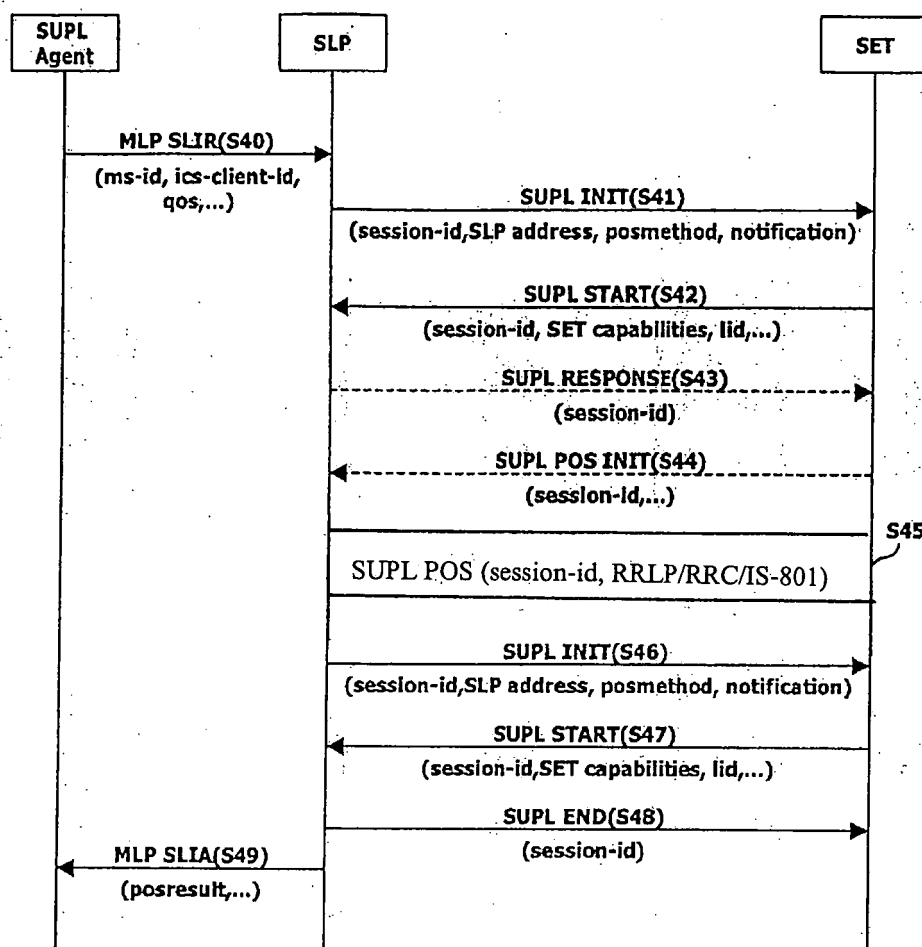 SUPL
Agent
SLP
SET
MLP SLIR(S40)
(ms-id, ics-client-id,
qos,...)
SUPL INIT(S41)
(session-id,SLP address, posmethod, notification)
SUPL START(S42)
(session-id, SET capabilities, lid,...)
SUPL RESPONSE(S43)
(session-id)
SUPL POS INIT(S44)
(session-id,...)
S45
SUPL POS (session-id, RRLP/RRC/IS-801)
SUPL INIT(S46)
(session-id,SLP address, posmethod, notification)
SUPL START(S47)
(session-id,SET capabilities, lid,...)
SUPL END(S48)
(session-id)
MLP SLIA(S49)
(posresult,...)